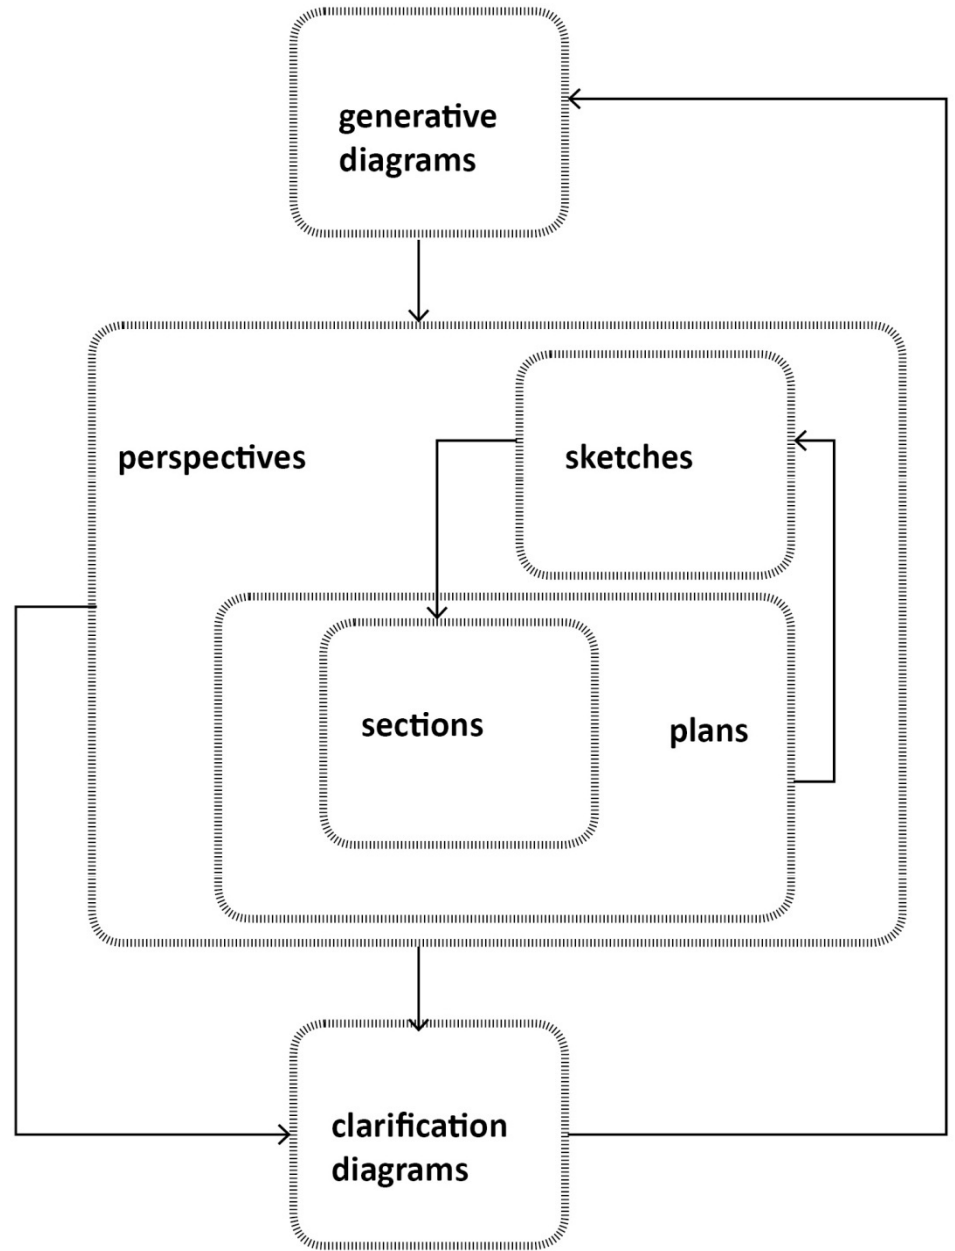 generative
diagrams
perspectives
sketches
sections
plans
clarification
diagrams